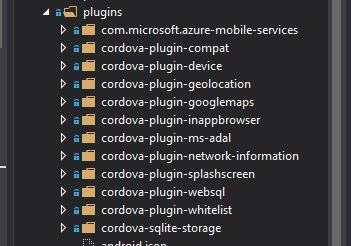 plugins
com.microsoft.azure-mobile-services
cordova-plugin-compat
cordova-plugin-device
cordova-plugin-geolocation
cordova-plugin-googlemaps
cordova-plugin-inappbrowser
cordova-plugin-ms-adal
cordova-plugin-network-information
cordova-plugin-splashscreen
cordova-plugin-websql
cordova-plugin-whitelist
cordova-sqlite-storage
android.json